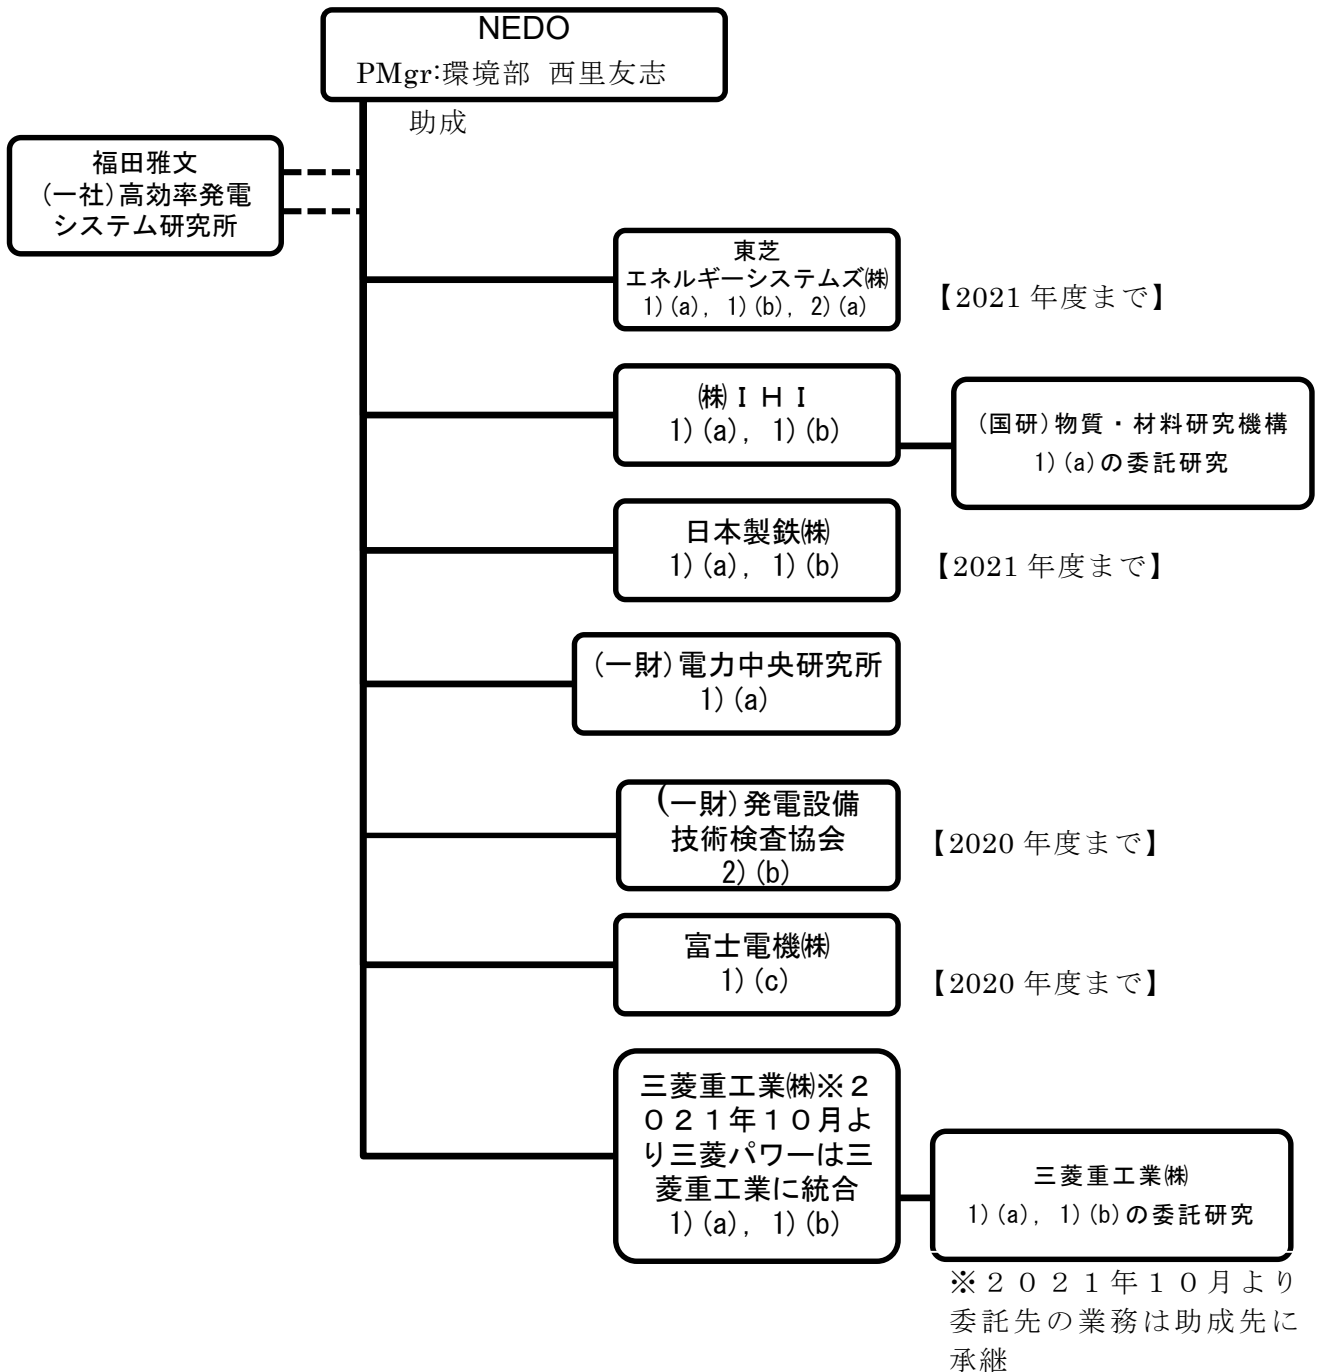 NEDO
PMgr:環境部 西里友志
助成
福田雅文
(一社)高効率発電
システム研究所
東芝
エネルギーシステムズ㈱
1)(a), 1)(b), 2)(a)
【2021 年度まで】
㈱ＩＨＩ
1)(a), 1)(b)
(国研)物質・材料研究機構
1)(a)の委託研究
日本製鉄㈱
1)(a), 1)(b)
【2021 年度まで】
(一財)電力中央研究所
1)(a)
(一財)発電設備
技術検査協会
2)(b)
【2020 年度まで】
富士電機㈱
1)(c)
【2020 年度まで】
三菱重工業㈱※２
０２１年１０月よ
り三菱パワーは三
菱重工業に統合
1)(a), 1)(b)
三菱重工業㈱
1)(a), 1)(b)の委託研究
※２０２１年１０月より
委託先の業務は助成先に
承継